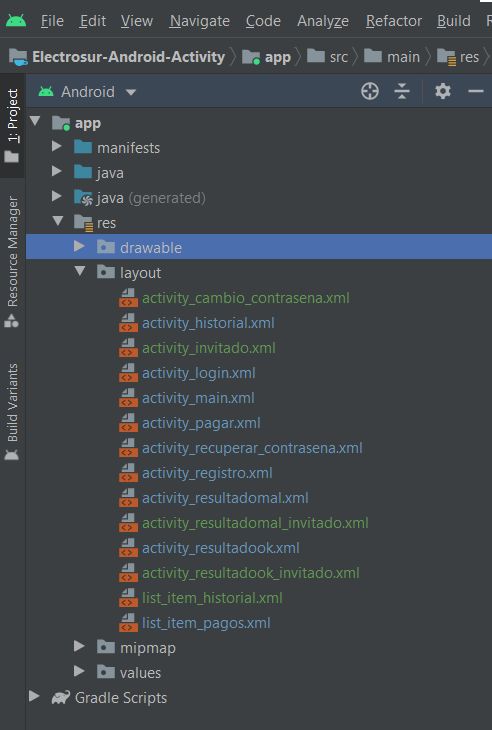 File Edit View Navigate Code Analyze Refactor Build
Electrosur-Android-Activity app src main res
1: Project
Resource Manager
Build Variants
Android
app
manifests
java
java (generated)
res
drawable
layout
activity_cambio_contrasena.xml
activity_historial.xml
activity_invitado.xml
activity_login.xml
activity_main.xml
activity_pagar.xml
activity_recuperar_contrasena.xml
activity_registro.xml
activity_resultadomal.xml
activity_resultadomal_invitado.xml
activity_resultadook.xml
activity_resultadook_invitado.xml
list_item_historial.xml
list_item_pagos.xml
mipmap
values
Gradle Scripts